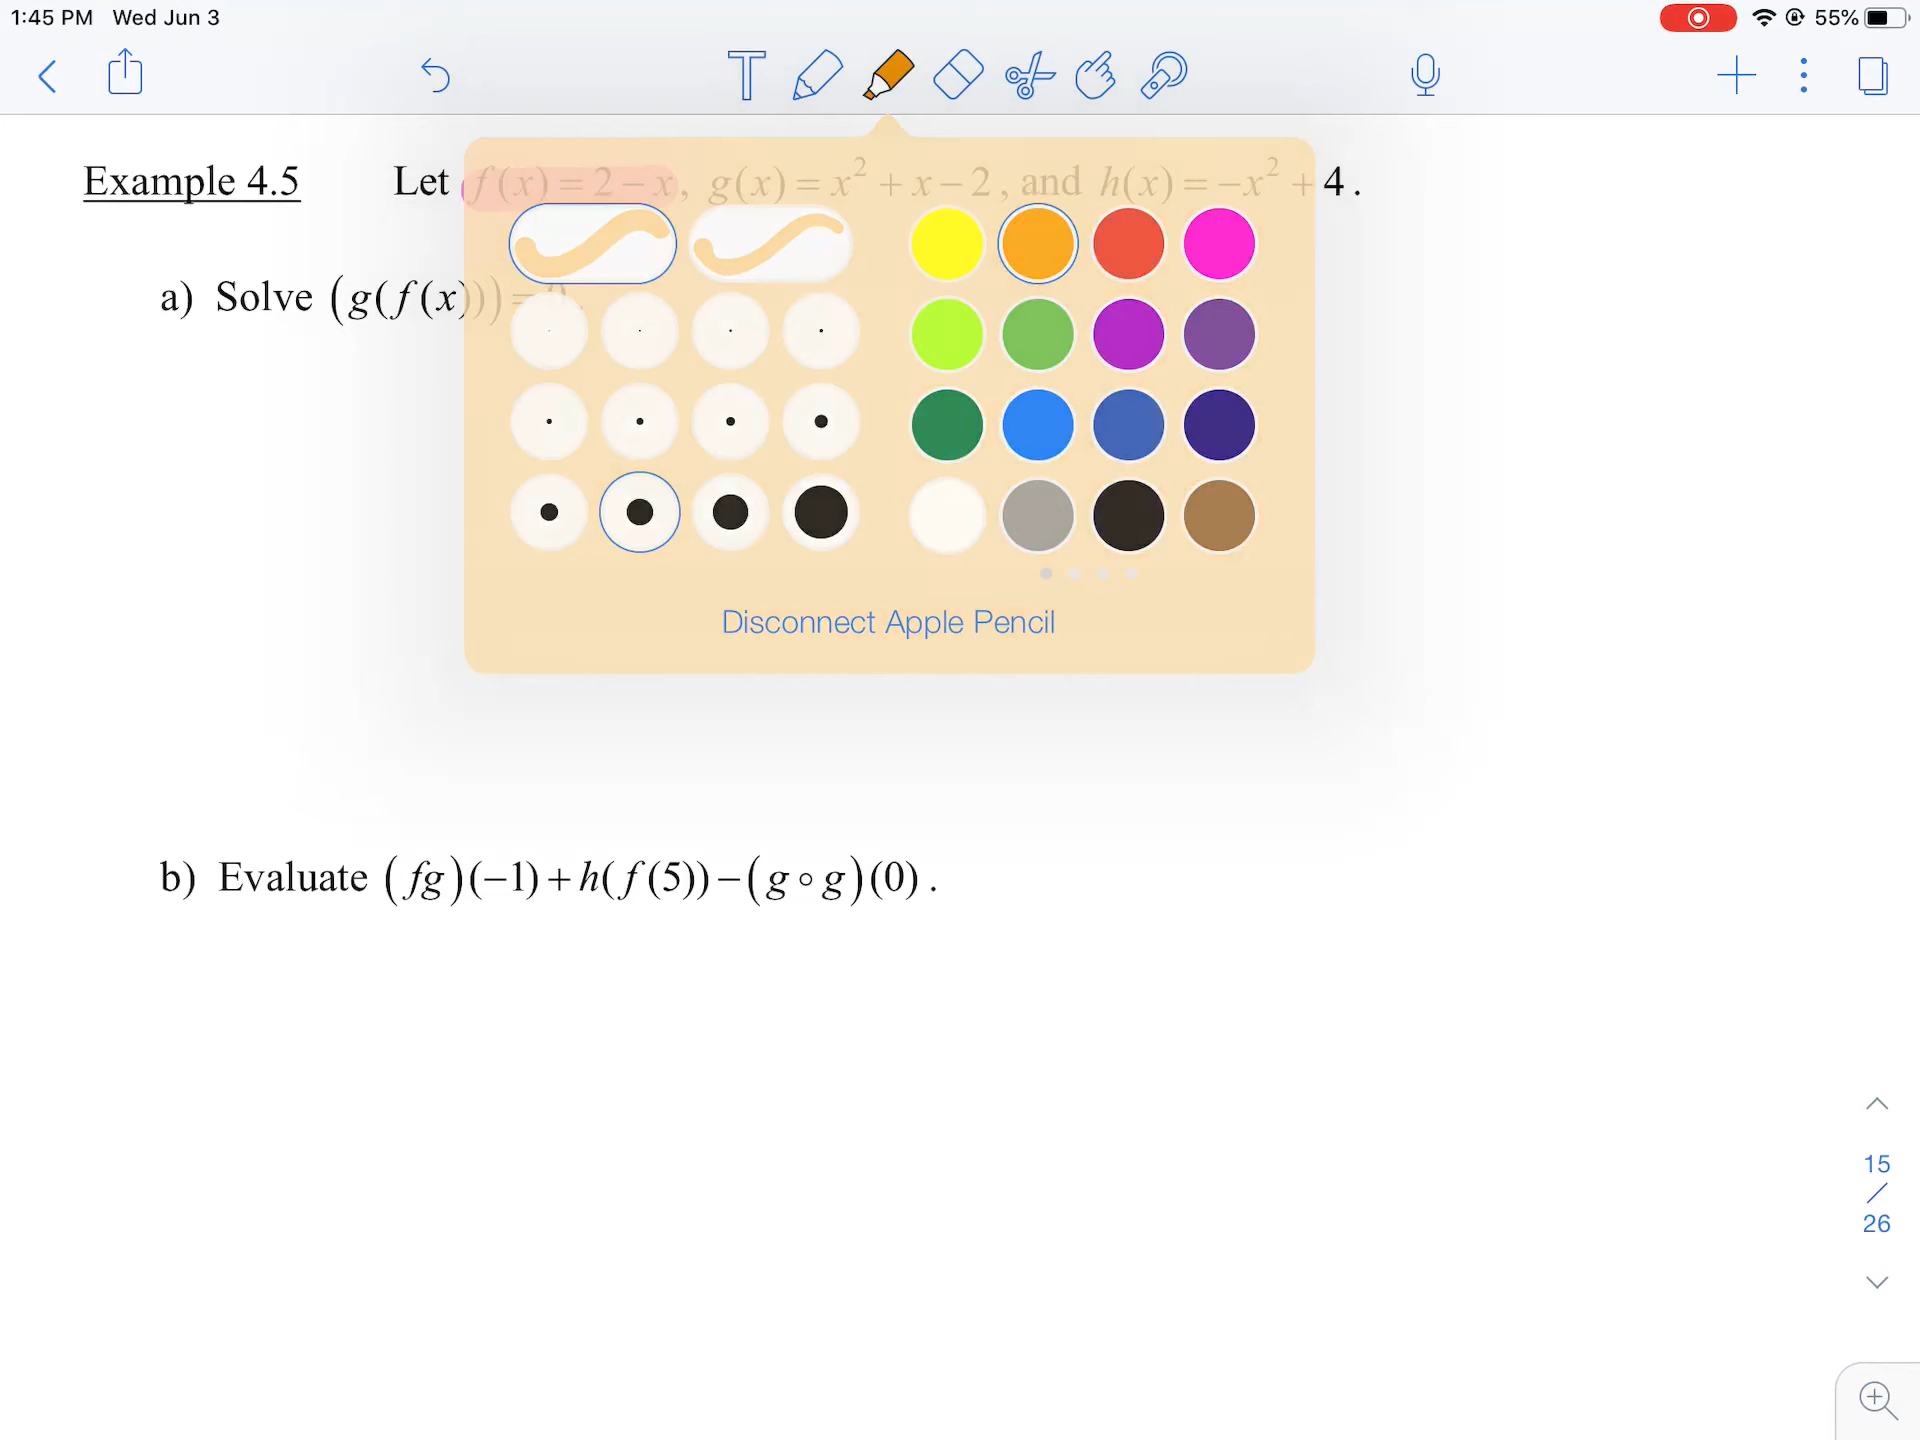 1:45 PM Wed Jun 3 55%
Example 4.5 Let f(x) = 2 − x, g(x) = x² + x − 2, and h(x) = −x² + 4.
a) Solve (g(f(x))) = 0.
b) Evaluate (fg)(−1) + h(f(5)) − (g ∘ g)(0).
Disconnect Apple Pencil
15
/
26